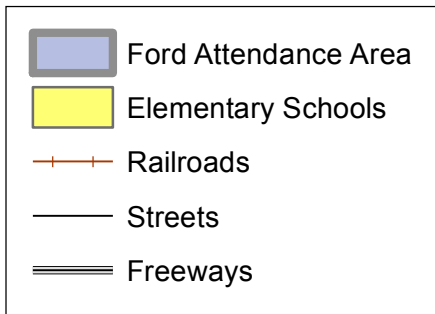 Ford Attendance Area
Elementary Schools
Railroads
Streets
Freeways